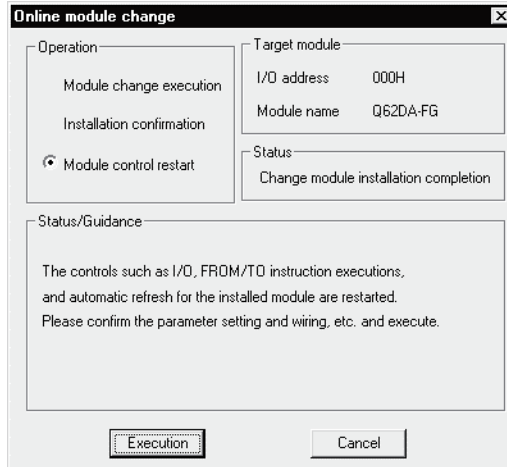 Online module change
Operation
Module change execution
Installation confirmation
Module control restart
Target module
I/O address 000H
Module name Q62DA-FG
Status
Change module installation completion
Status/Guidance
The controls such as I/O, FROM/TO instruction executions,
and automatic refresh for the installed module are restarted.
Please confirm the parameter setting and wiring, etc. and execute.
Execution Cancel